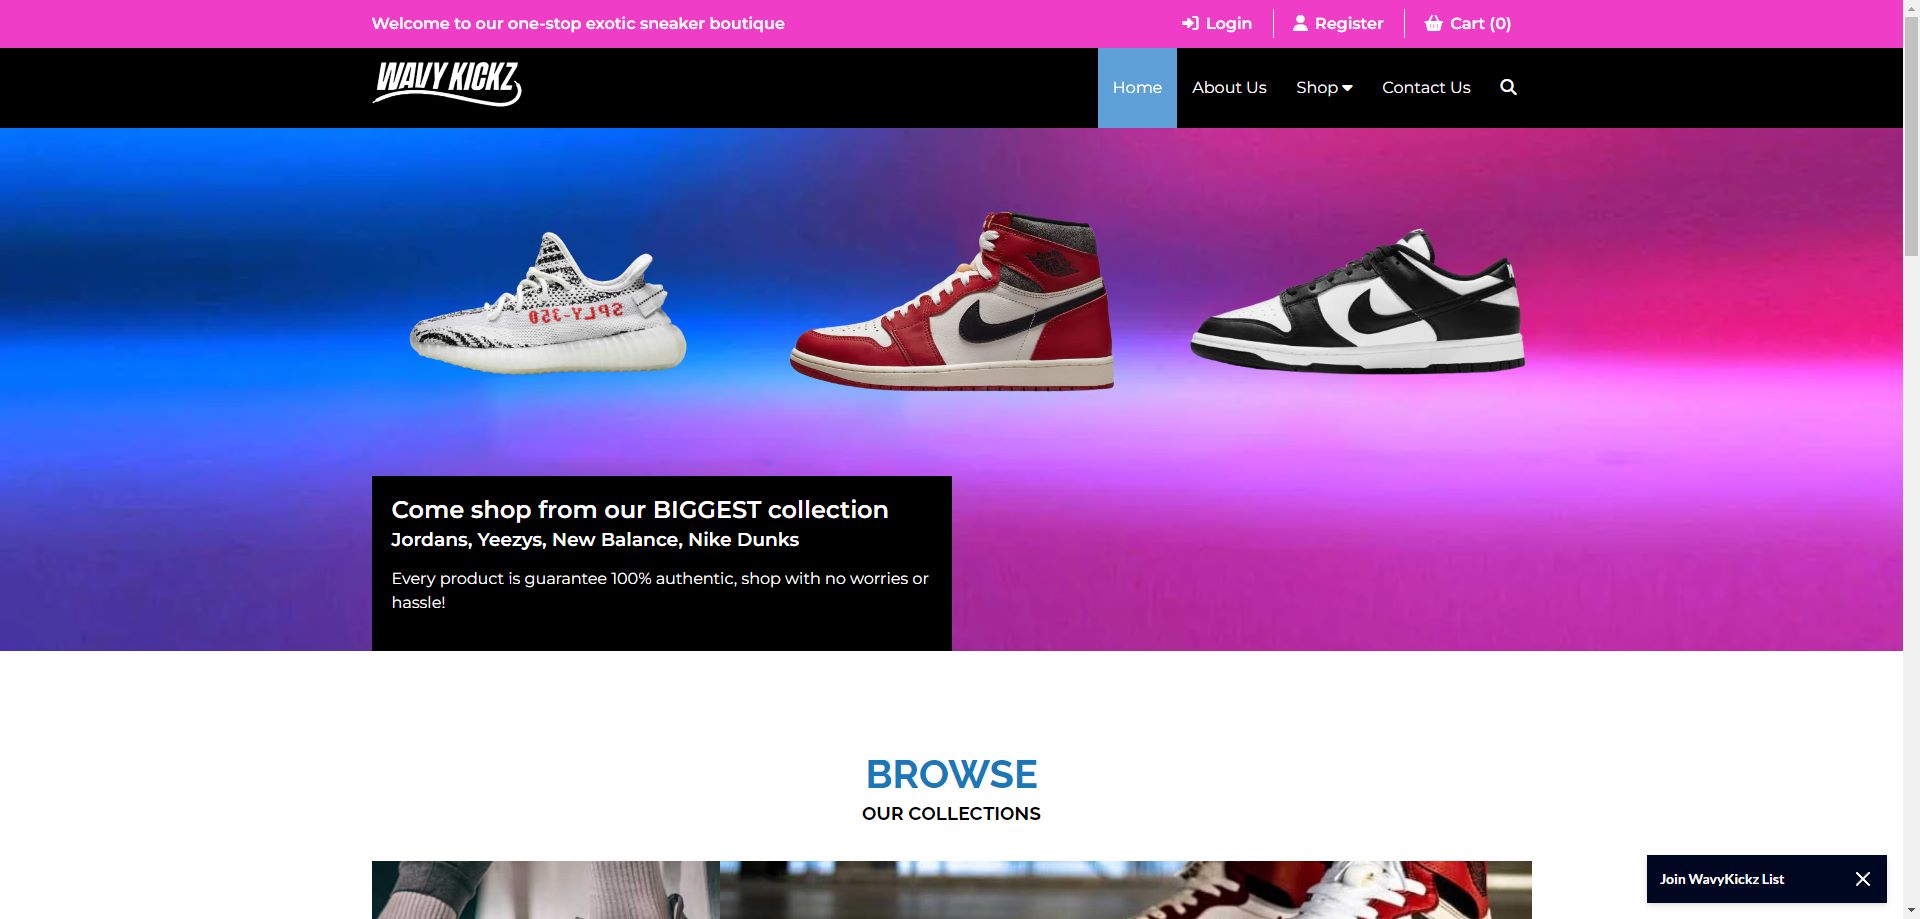 Welcome to our one-stop exotic sneaker boutique
Login
Register
Cart (0)
WAVY KICKZ
Home
About Us
Shop
Contact Us
SPLY-350
Come shop from our BIGGEST collection
Jordans, Yeezys, New Balance, Nike Dunks
Every product is guarantee 100% authentic, shop with no worries or
hassle!
BROWSE
OUR COLLECTIONS
Join WavyKickz List